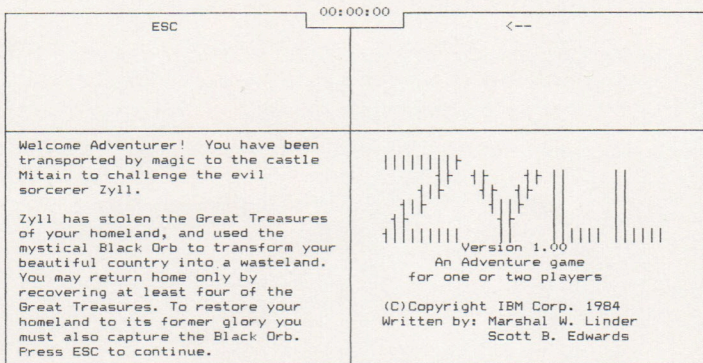 00:00:00
ESC
<--
Welcome Adventurer! You have been
transported by magic to the castle
Mitain to challenge the evil
sorcerer Zyll.
Zyll has stolen the Great Treasures
of your homeland, and used the
mystical Black Orb to transform your
beautiful country into a wasteland.
You may return home only by
recovering at least four of the
Great Treasures. To restore your
homeland to its former glory you
must also capture the Black Orb.
Press ESC to continue.
ZYLL
Version 1.00
An Adventure game
for one or two players
(C)Copyright IBM Corp. 1984
Written by: Marshal W. Linder
Scott B. Edwards